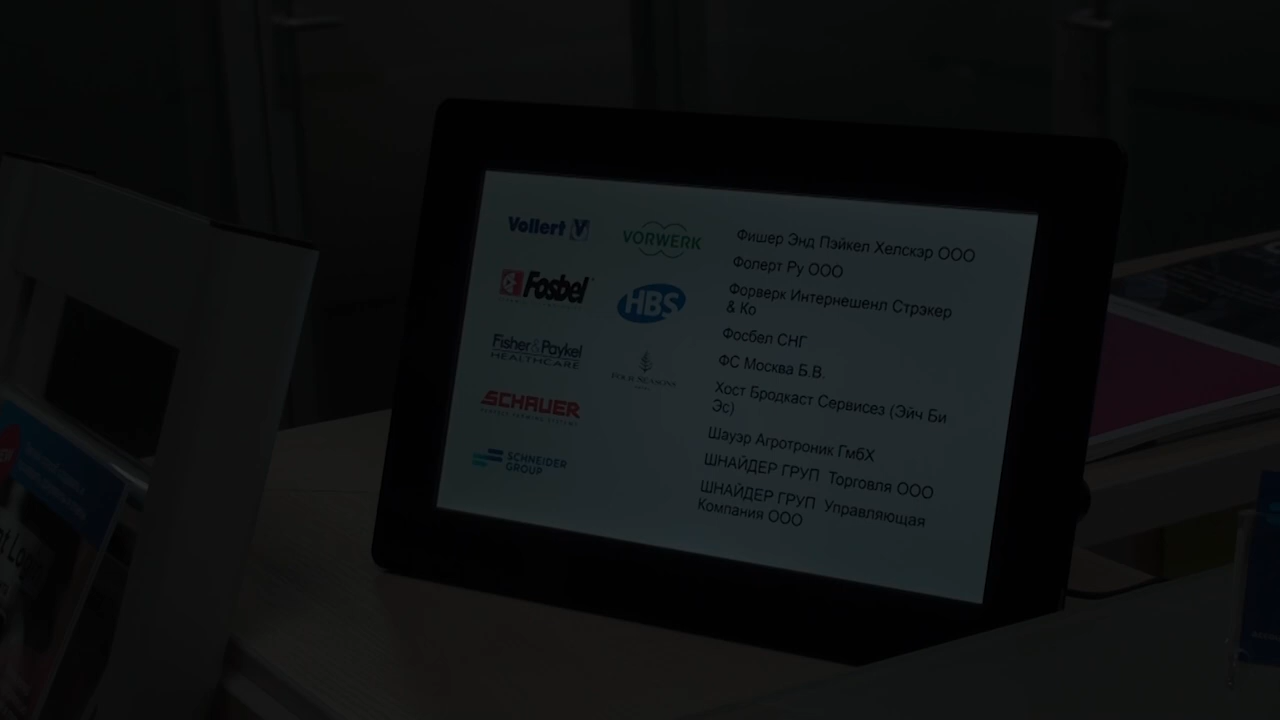 Vollert
VORWERK
Fosbel
HBS
Fisher & Paykel
HEALTHCARE
FOUR SEASONS
SCHAUER
SCHNEIDER
GROUP
Фишер Энд Пэйкел Хелскэр ООО
Фолерт Ру ООО
Форверк Интернешенл Стрэкер
& Ко
Фосбел СНГ
ФС Москва Б.В.
Хост Бродкаст Сервисез (Эйч Би
Эс)
Шауэр Агротроник ГмбХ
ШНАЙДЕР ГРУП Торговля ООО
ШНАЙДЕР ГРУП Управляющая
Компания ООО